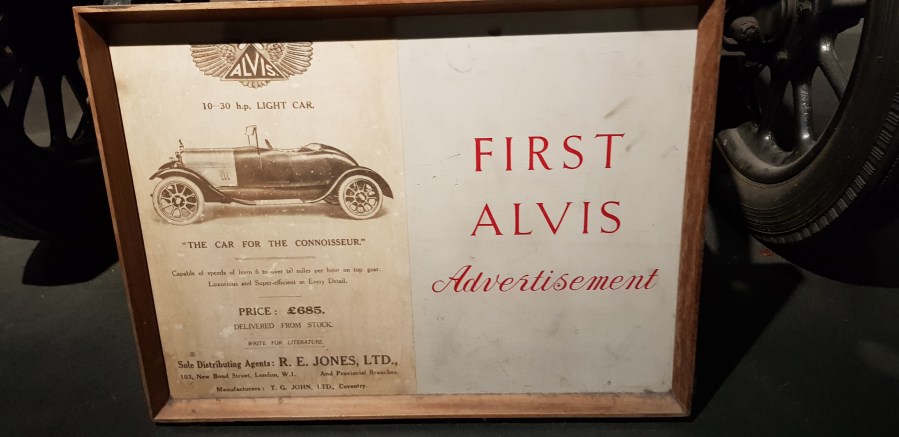 ALVIS
10-30 h.p. LIGHT CAR.
"THE CAR FOR THE CONNOISSEUR."
Capable of speeds of from 6 to over 60 miles per hour on top gear.
Luxurious and Super-efficient in Every Detail.
PRICE: £685.
DELIVERED FROM STOCK.
WRITE FOR LITERATURE.
Sole Distributing Agents: R. E. JONES, LTD.,
103, New Bond Street, London, W.1. And Provincial Branches.
Manufacturers: T. G. JOHN, LTD., Coventry.
FIRST
ALVIS
Advertisement